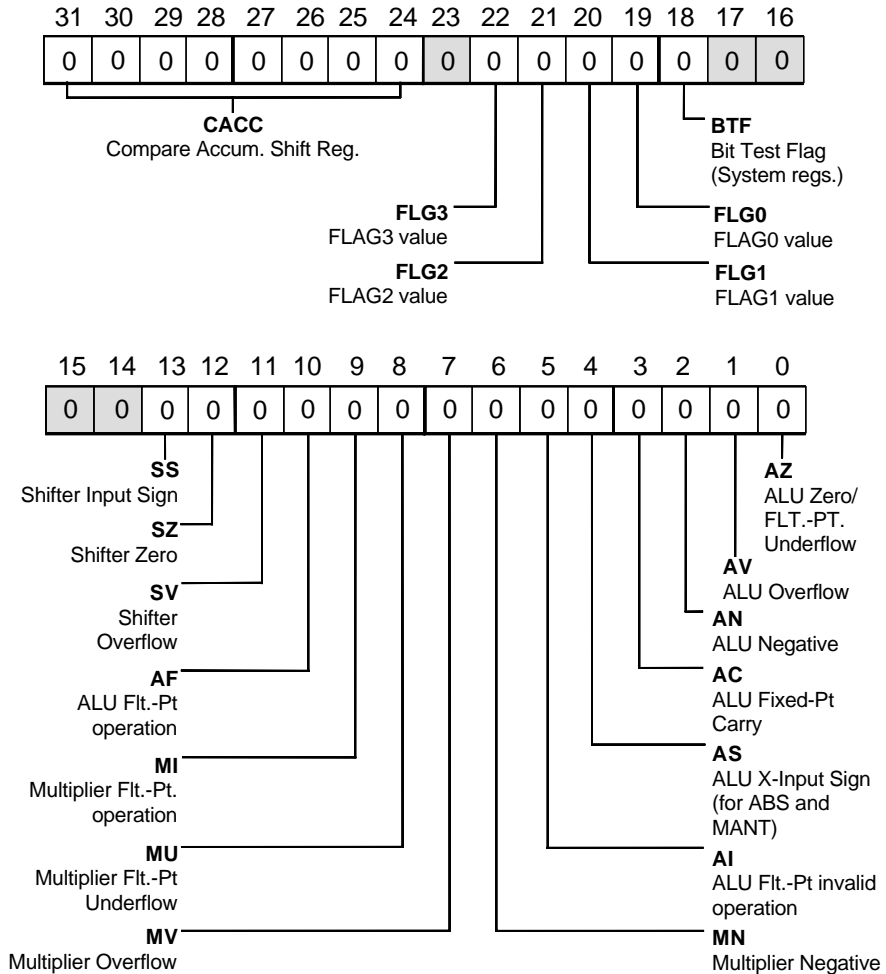 31 30 29 28 27 26 25 24 23 22 21 20 19 18 17 16
0 0 0 0 0 0 0 0 0 0 0 0 0 0 0 0
CACC
Compare Accum. Shift Reg.
BTF
Bit Test Flag
(System regs.)
FLG3
FLAG3 value
FLG0
FLAG0 value
FLG2
FLAG2 value
FLG1
FLAG1 value
15 14 13 12 11 10 9 8 7 6 5 4 3 2 1 0
0 0 0 0 0 0 0 0 0 0 0 0 0 0 0 0
SS
Shifter Input Sign
SZ
Shifter Zero
SV
Shifter
Overflow
AF
ALU Flt.-Pt
operation
MI
Multiplier Flt.-Pt.
operation
MU
Multiplier Flt.-Pt
Underflow
MV
Multiplier Overflow
AZ
ALU Zero/
FLT.-PT.
Underflow
AV
ALU Overflow
AN
ALU Negative
AC
ALU Fixed-Pt
Carry
AS
ALU X-Input Sign
(for ABS and
MANT)
AI
ALU Flt.-Pt invalid
operation
MN
Multiplier Negative